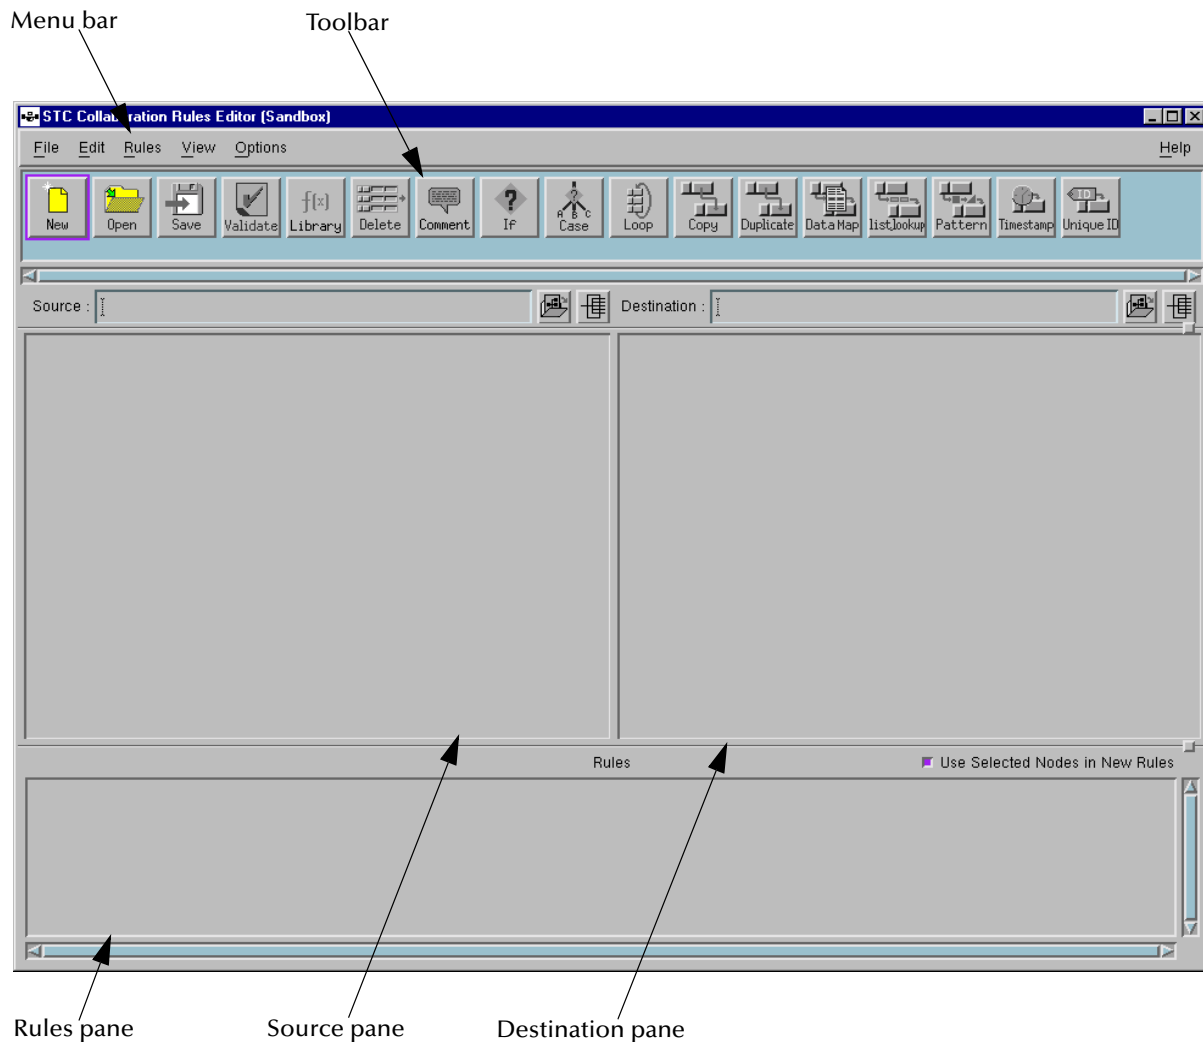 Menu bar
Toolbar
STC Collaboration Rules Editor (Sandbox)
File Edit Rules View Options Help
New Open Save Validate Library Delete Comment If Case Loop Copy Duplicate Data Map list_lookup Pattern Timestamp Unique ID
Source : Destination :
Rules Use Selected Nodes in New Rules
Rules pane Source pane Destination pane